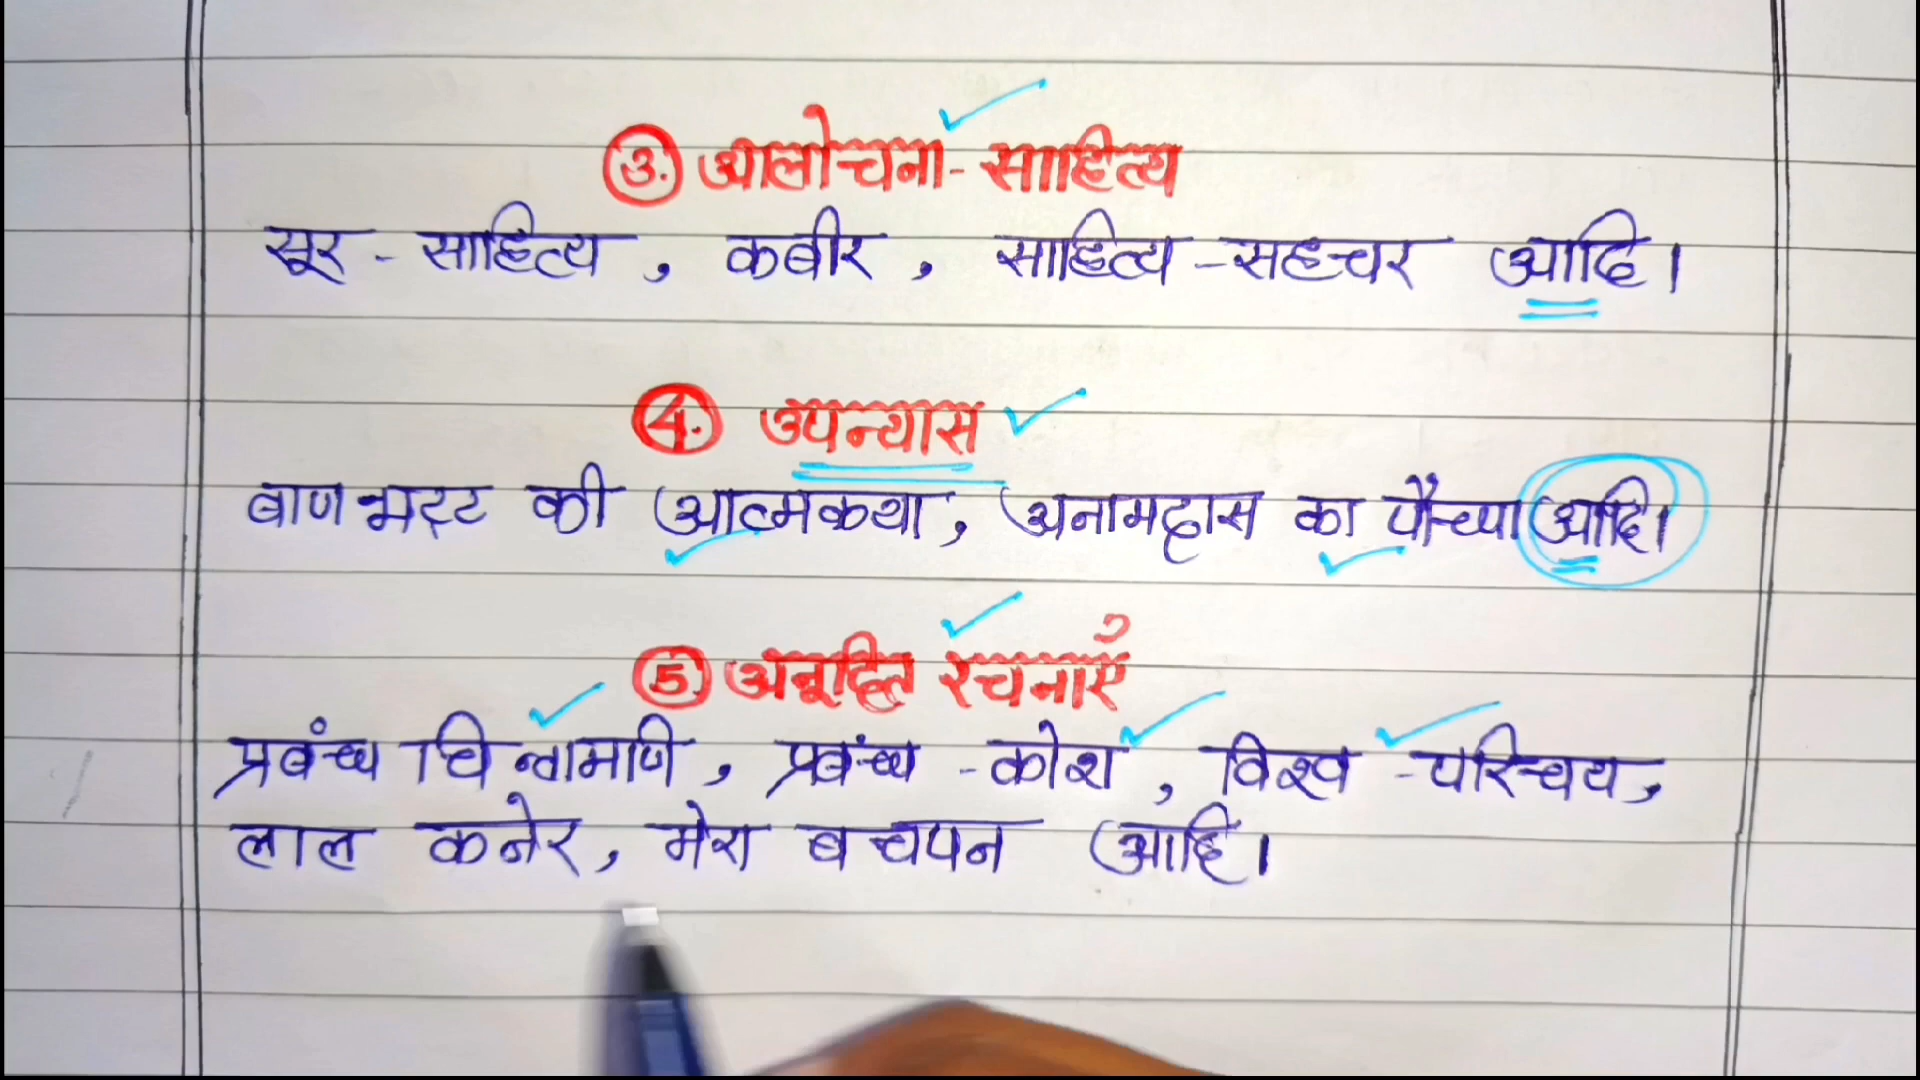 3. आलोचना - साहित्य
सूर - साहित्य , कबीर , साहित्य - सहचर आदि।
4. उपन्यास
बाणभट्ट की आत्मकथा , अनामदास का पौथ्पा आदि।
5. अनूदित रचनाएँ
प्रबंध चिन्तामणि , प्रबंध - कोश , विश्व - परिचय ,
लाल कनेर , मेरा बचपन आदि।